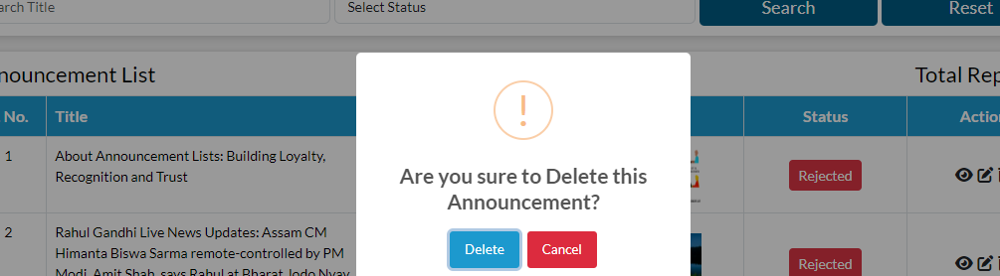 arch Title
Select Status
Search
Reset
nouncement List
Total Rep
No.
Title
Status
Action
1
About Announcement Lists: Building Loyalty,
Recognition and Trust
Rejected
!
Are you sure to Delete this
Announcement?
Delete
Cancel
2
Rahul Gandhi Live News Updates: Assam CM
Himanta Biswa Sarma remote-controlled by PM
Modi, Amit Shah, says Rahul at Bharat Jodo Nyay
Rejected